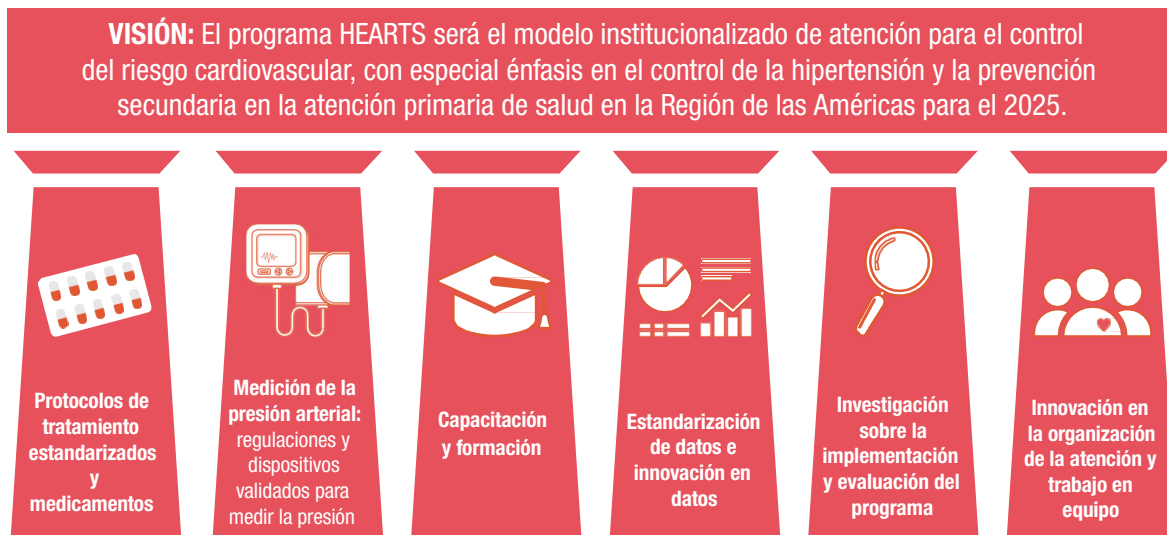 VISIÓN: El programa HEARTS será el modelo institucionalizado de atención para el control
del riesgo cardiovascular, con especial énfasis en el control de la hipertensión y la prevención
secundaria en la atención primaria de salud en la Región de las Américas para el 2025.
Protocolos de
tratamiento
estandarizados
y
medicamentos
Medición de la
presión arterial:
regulaciones y
dispositivos
validados para
medir la presión
Capacitación
y formación
Estandarización
de datos e
innovación en
datos
Investigación
sobre la
implementación
y evaluación del
programa
Innovación en
la organización
de la atención y
trabajo en
equipo